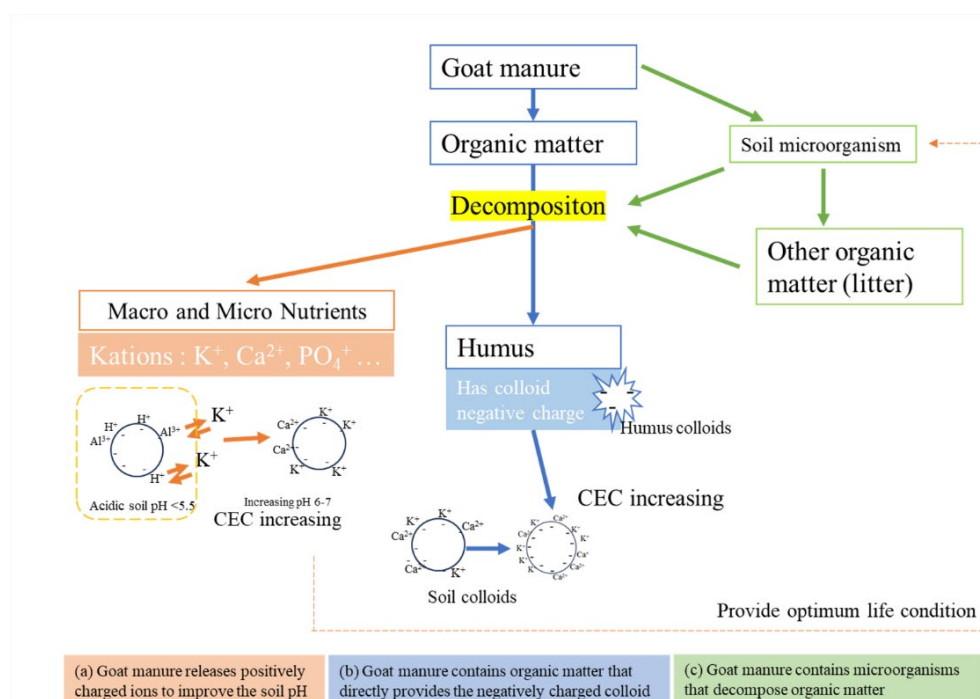 Goat manure
Organic matter
Soil microorganism
Decompositon
Other organic
matter (litter)
Macro and Micro Nutrients
Kations : K⁺, Ca²⁺, PO₄⁺ …
Humus
Has colloid
negative charge
Humus colloids
H⁺
H⁺
Al³⁺
Al³⁺
H⁺
K⁺
K⁺
Acidic soil pH <5.5
K⁺
Ca²⁺
K⁺
Ca²⁺
K⁺
K⁺
Increasing pH 6-7
CEC increasing
CEC increasing
K⁺
K⁺
Ca²⁺
Ca²⁺
K⁺
Soil colloids
Ca²⁺
K⁺
Ca²⁺
K⁺
K⁺
K⁺
K⁺
K⁺
Ca²⁺
Provide optimum life condition
(a) Goat manure releases positively
charged ions to improve the soil pH
(b) Goat manure contains organic matter that
directly provides the negatively charged colloid
(c) Goat manure contains microorganisms
that decompose organic matter